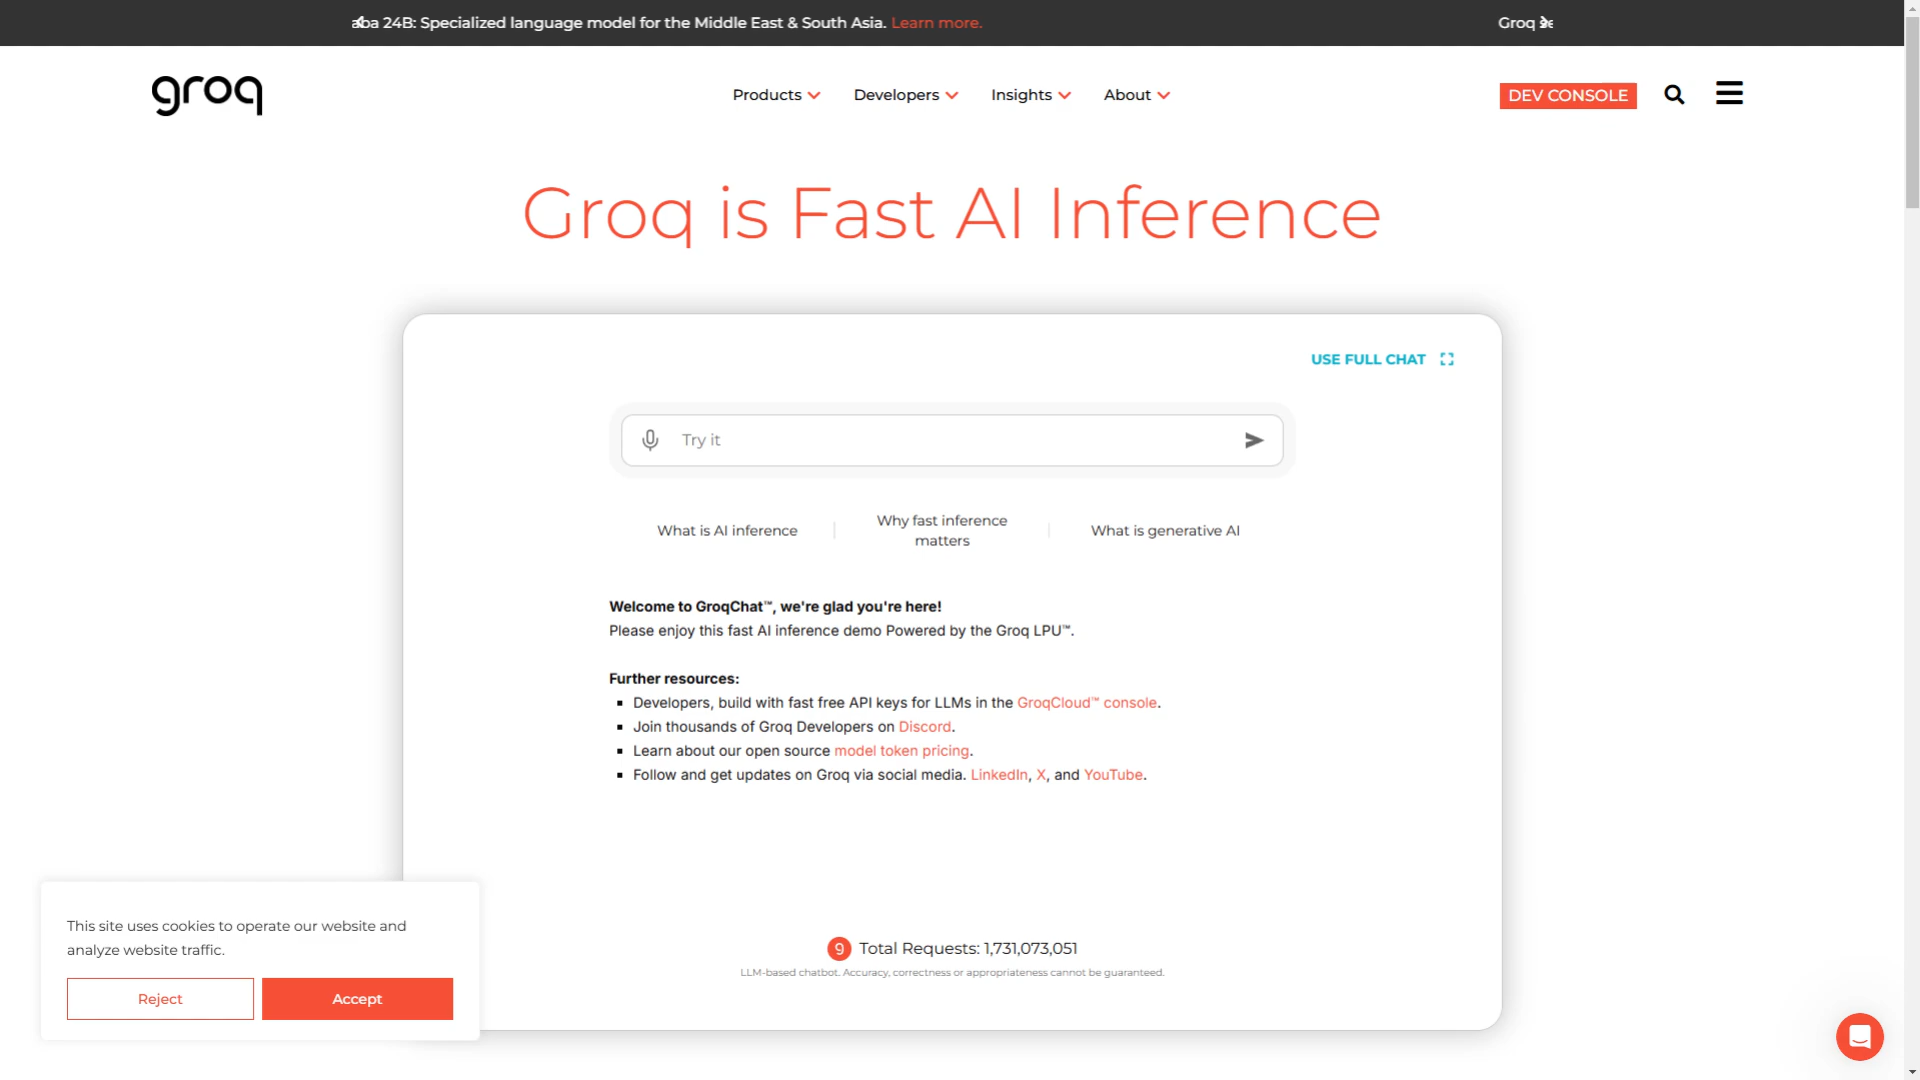 24B: Specialized language model for the Middle East & South Asia. Learn more.
Groq
groq
Products
Developers
Insights
About
DEV CONSOLE
Groq is Fast AI Inference
USE FULL CHAT
Try it
What is AI inference
Why fast inference
matters
What is generative AI
Welcome to GroqChat™, we're glad you're here!
Please enjoy this fast AI inference demo Powered by the Groq LPU™.
Further resources:
Developers, build with fast free API keys for LLMs in the GroqCloud™ console.
Join thousands of Groq Developers on Discord.
Learn about our open source model token pricing.
Follow and get updates on Groq via social media. LinkedIn, X, and YouTube.
This site uses cookies to operate our website and
analyze website traffic.
Reject
Accept
9 Total Requests: 1,731,073,051
LLM-based chatbot. Accuracy, correctness or appropriateness cannot be guaranteed.